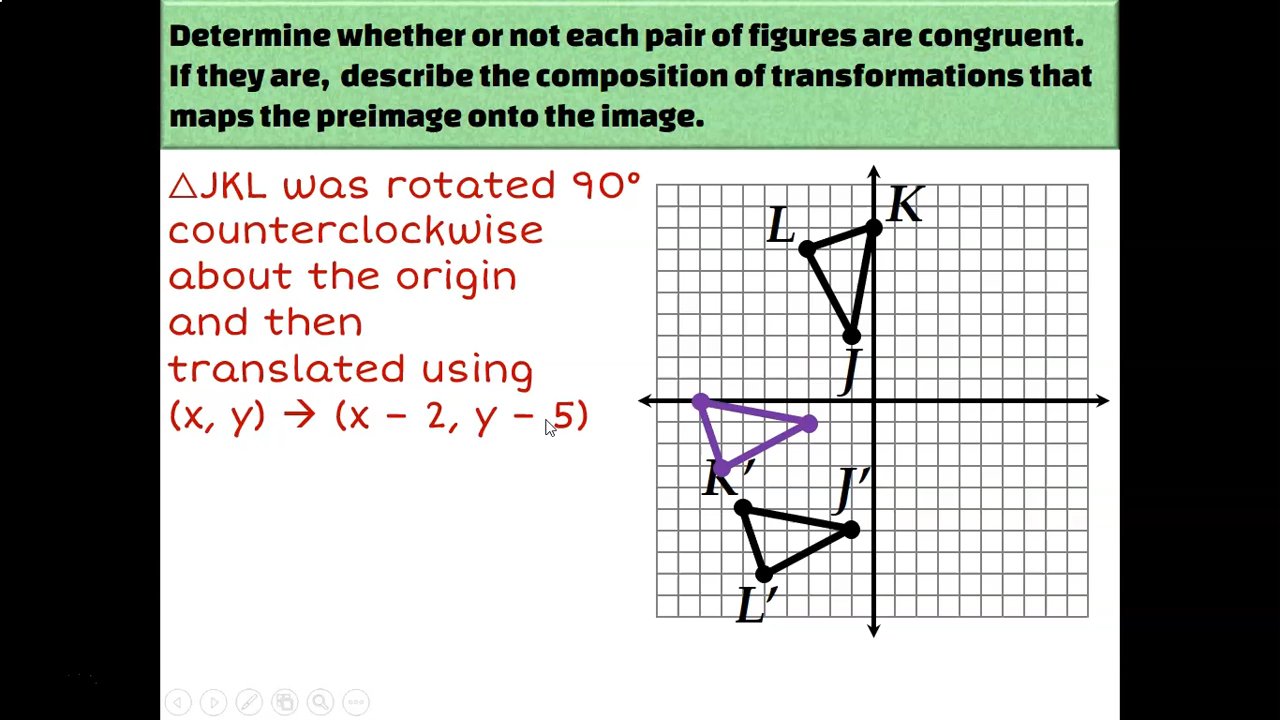 Determine whether or not each pair of figures are congruent.
If they are, describe the composition of transformations that
maps the preimage onto the image.
△JKL was rotated 90°
counterclockwise
about the origin
and then
translated using
(x, y) → (x – 2, y – 5)
K
L
J
K′
J′
L′